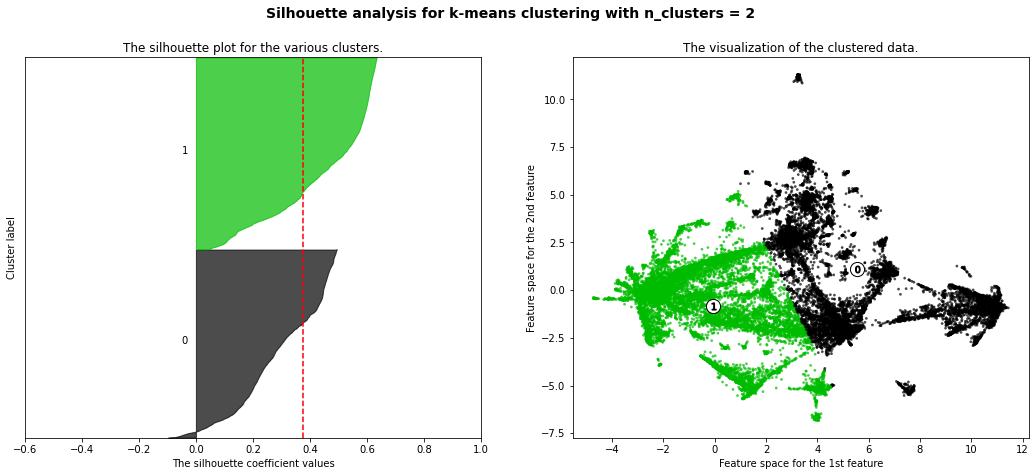 Silhouette analysis for k-means clustering with n_clusters = 2
The silhouette plot for the various clusters.
Cluster label
1
0
−0.6 −0.4 −0.2 0.0 0.2 0.4 0.6 0.8 1.0
The silhouette coefficient values
The visualization of the clustered data.
Feature space for the 2nd feature
10.0
7.5
5.0
2.5
0.0
−2.5
−5.0
−7.5
0
1
−4 −2 0 2 4 6 8 10 12
Feature space for the 1st feature